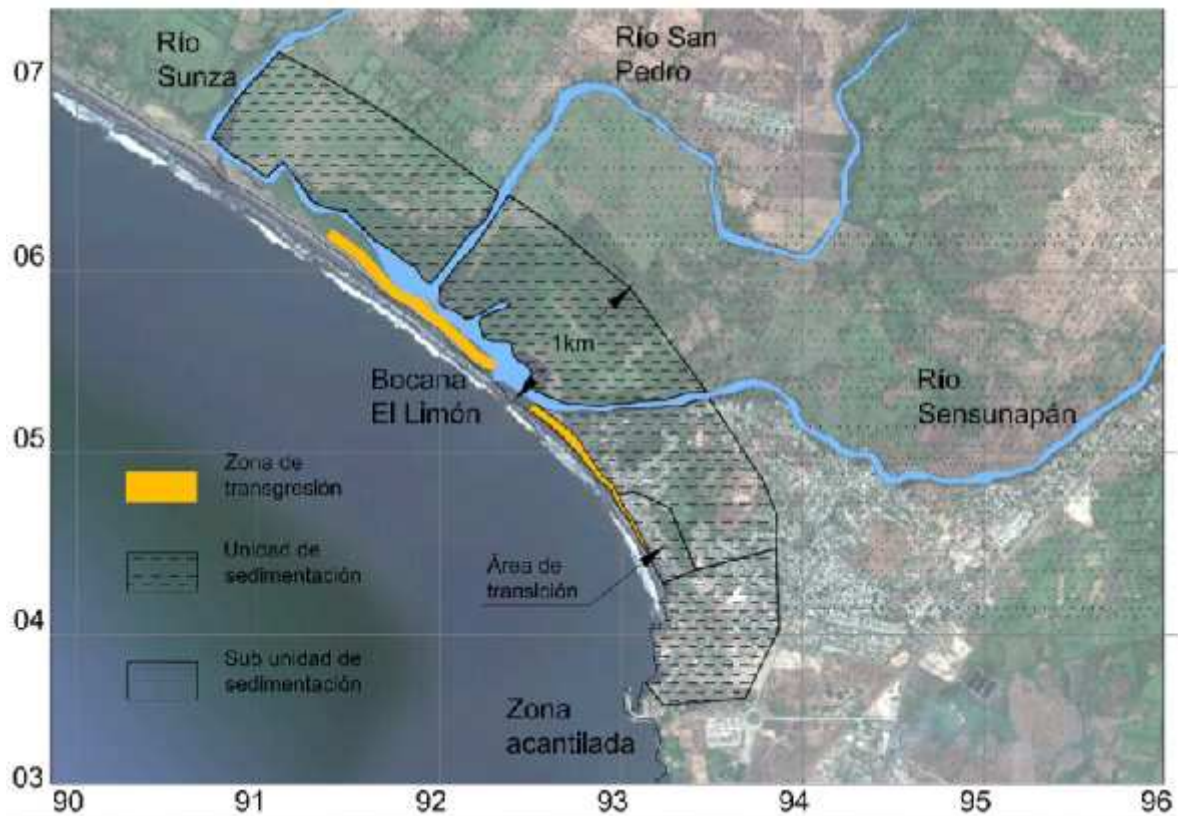 Río
Sunza
Río San
Pedro
07
06
1km
Bocana
El Limón
Río
Sensunapán
05
Zona de
transgresión
Unidad de
sedimentación
Área de
transición
04
Sub unidad de
sedimentación
Zona
acantilada
03
90 91 92 93 94 95 96